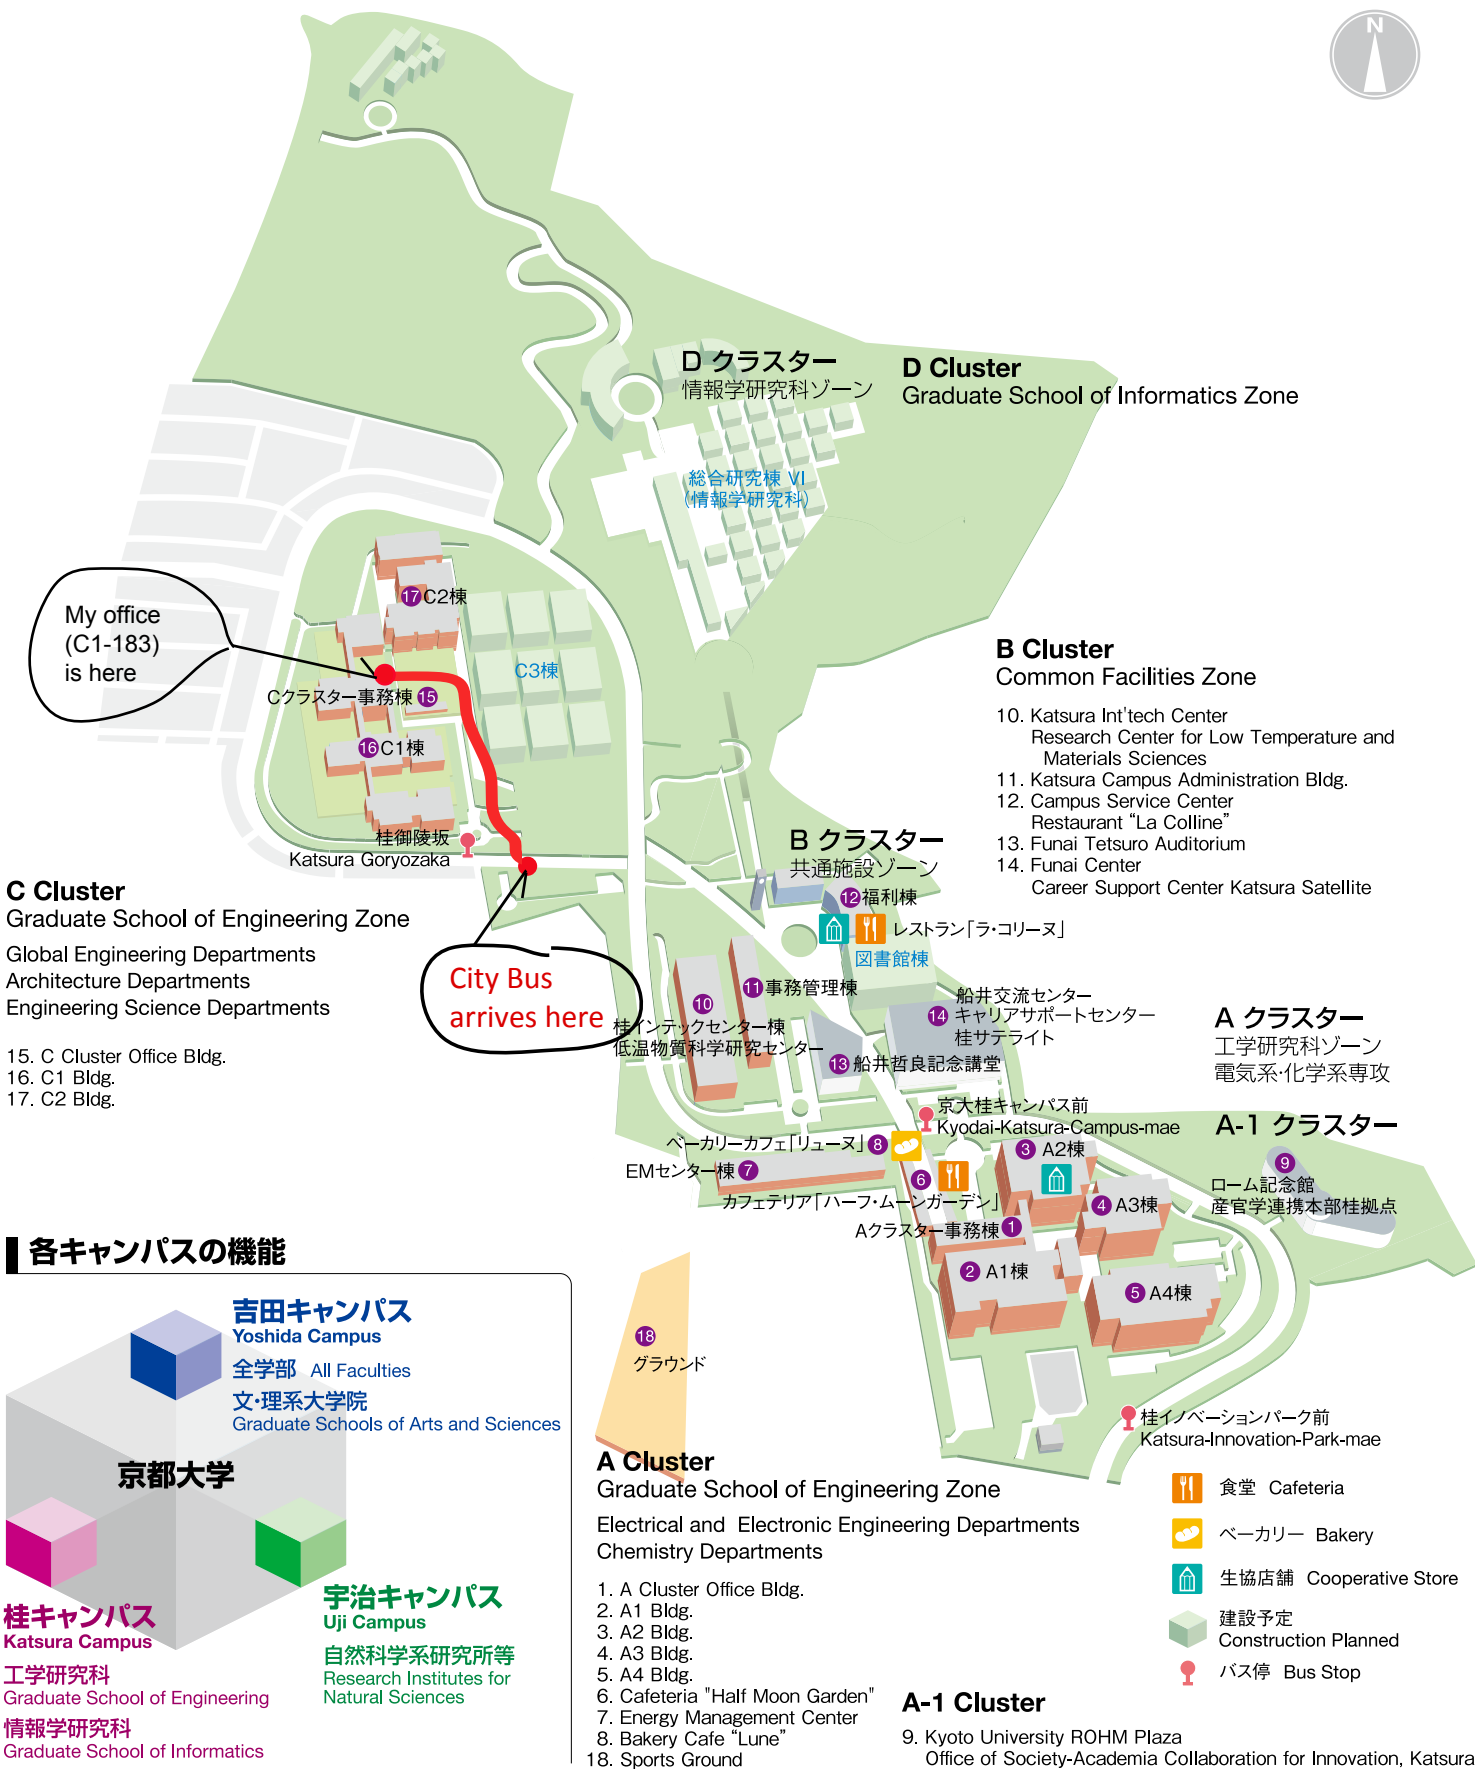 N
D クラスター
情報学研究科ゾーン
D Cluster
Graduate School of Informatics Zone
総合研究棟 VI
(情報学研究科)
My office
(C1-183)
is here
17 C2棟
C3棟
Cクラスター事務棟 15
16 C1棟
桂御陵坂
Katsura Goryozaka
B Cluster
Common Facilities Zone
10. Katsura Int'tech Center
Research Center for Low Temperature and
Materials Sciences
11. Katsura Campus Administration Bldg.
12. Campus Service Center
Restaurant “La Colline”
13. Funai Tetsuro Auditorium
14. Funai Center
Career Support Center Katsura Satellite
B クラスター
共通施設ゾーン
12 福利棟
レストラン「ラ・コリーヌ」
図書館棟
C Cluster
Graduate School of Engineering Zone
Global Engineering Departments
Architecture Departments
Engineering Science Departments
15. C Cluster Office Bldg.
16. C1 Bldg.
17. C2 Bldg.
City Bus
arrives here
11 事務管理棟
10
桂インテックセンター棟
低温物質科学研究センター
船井交流センター
14 キャリアサポートセンター
桂サテライト
13 船井哲良記念講堂
A クラスター
工学研究科ゾーン
電気系・化学系専攻
京大桂キャンパス前
Kyodai-Katsura-Campus-mae
A-1 クラスター
ベーカリーカフェ「リューヌ」 8
EMセンター棟 7
6
カフェテリア「ハーフ・ムーンガーデン」
3 A2棟
4 A3棟
9
ローム記念館
産官学連携本部桂拠点
Aクラスター事務棟 1
2 A1棟
5 A4棟
18
グラウンド
桂イノベーションパーク前
Katsura-Innovation-Park-mae
各キャンパスの機能
吉田キャンパス
Yoshida Campus
全学部 All Faculties
文・理系大学院
Graduate Schools of Arts and Sciences
京都大学
桂キャンパス
Katsura Campus
工学研究科
Graduate School of Engineering
情報学研究科
Graduate School of Informatics
宇治キャンパス
Uji Campus
自然科学系研究所等
Research Institutes for
Natural Sciences
A Cluster
Graduate School of Engineering Zone
Electrical and Electronic Engineering Departments
Chemistry Departments
1. A Cluster Office Bldg.
2. A1 Bldg.
3. A2 Bldg.
4. A3 Bldg.
5. A4 Bldg.
6. Cafeteria "Half Moon Garden"
7. Energy Management Center
8. Bakery Cafe “Lune”
18. Sports Ground
食堂 Cafeteria
ベーカリー Bakery
生協店舗 Cooperative Store
建設予定
Construction Planned
バス停 Bus Stop
A-1 Cluster
9. Kyoto University ROHM Plaza
Office of Society-Academia Collaboration for Innovation, Katsura